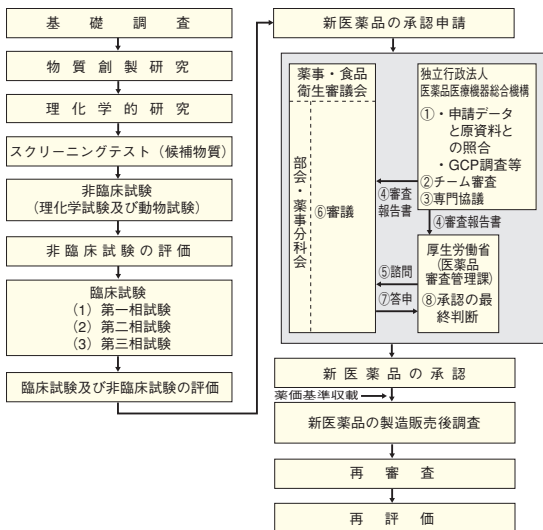 基礎調査
物質創製研究
理化学的研究
スクリーニングテスト（候補物質）
非臨床試験
（理化学試験及び動物試験）
非臨床試験の評価
臨床試験
（1）第一相試験
（2）第二相試験
（3）第三相試験
臨床試験及び非臨床試験の評価
新医薬品の承認申請
薬事・食品
衛生審議会
部会・薬事分科会
⑥審議
独立行政法人
医薬品医療機器総合機構
①・申請データ
と原資料と
の照合
・GCP調査等
②チーム審査
③専門協議
④審査
報告書
④審査報告書
厚生労働省
（医薬品
審査管理課）
⑧承認の最
終判断
⑤諮問
⑦答申
新医薬品の承認
薬価基準収載
新医薬品の製造販売後調査
再審査
再評価